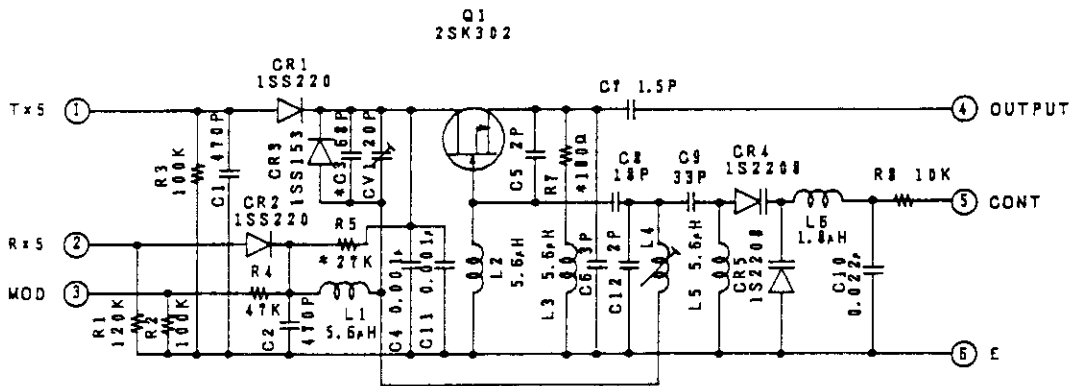 Q1
2SK302
CR1
1SS220
C7 1.5P
T×5 1
4 OUTPUT
R3
100K
C1 470P
CR3
1SS153
*C3 68P
CV1 20P
C5 2P
R7
*180Ω
C8
18P
C9
33P
CR4
1S2208
R8 10K
5 CONT
CR2
1SS220
R×5 2
R5
*27K
L6
1.8μH
MOD 3
R4
47K
L1
5.6μH
R1
120K
R2
100K
C2
470P
C4 0.001μ
C11 0.001μ
L2
5.6μH
L3 5.6μH
C6 3P
C12 2P
L4
L5 5.6μH
CR5
1S2208
C10
0.022μ
6 E